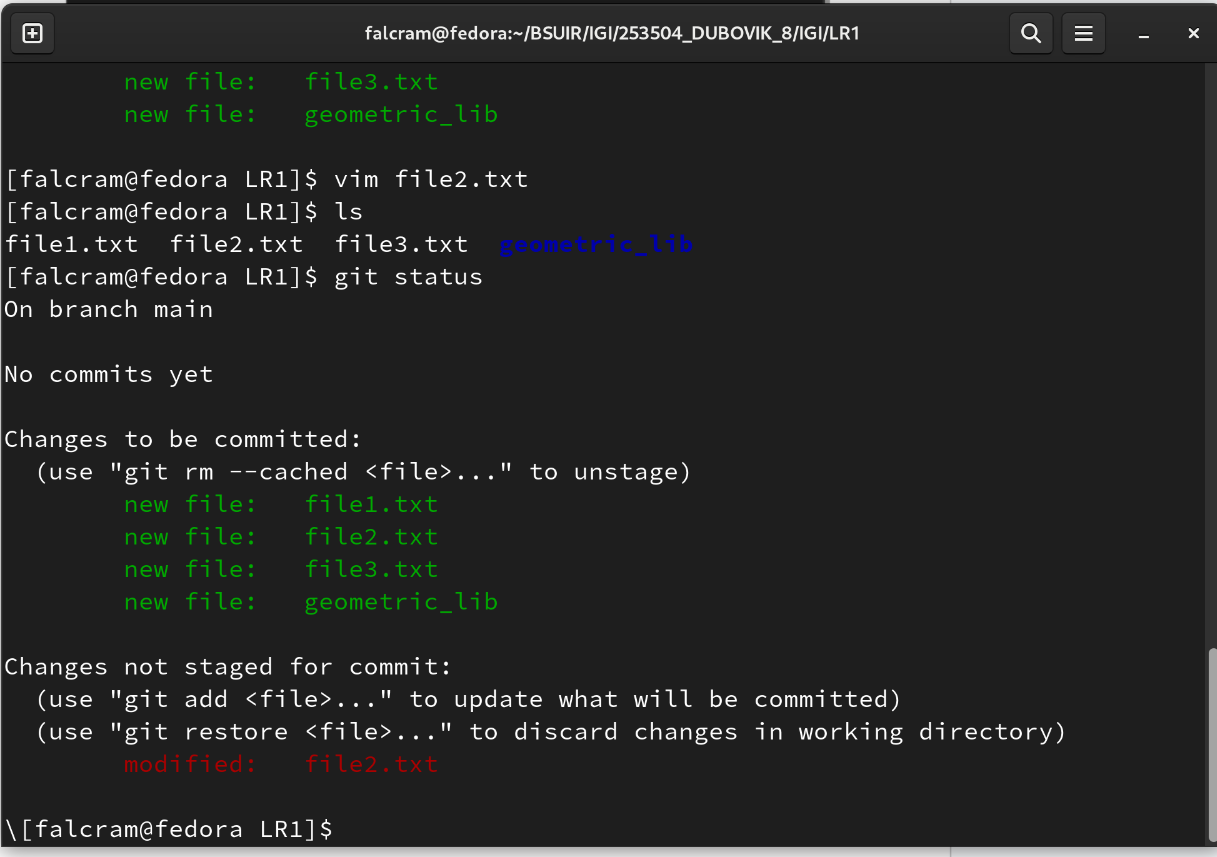 falcram@fedora:~/BSUIR/IGI/253504_DUBOVIK_8/IGI/LR1
new file:   file3.txt
new file:   geometric_lib
[falcram@fedora LR1]$ vim file2.txt
[falcram@fedora LR1]$ ls
file1.txt  file2.txt  file3.txt  geometric_lib
[falcram@fedora LR1]$ git status
On branch main
No commits yet
Changes to be committed:
  (use "git rm --cached <file>..." to unstage)
        new file:   file1.txt
        new file:   file2.txt
        new file:   file3.txt
        new file:   geometric_lib
Changes not staged for commit:
  (use "git add <file>..." to update what will be committed)
  (use "git restore <file>..." to discard changes in working directory)
        modified:   file2.txt
\[falcram@fedora LR1]$